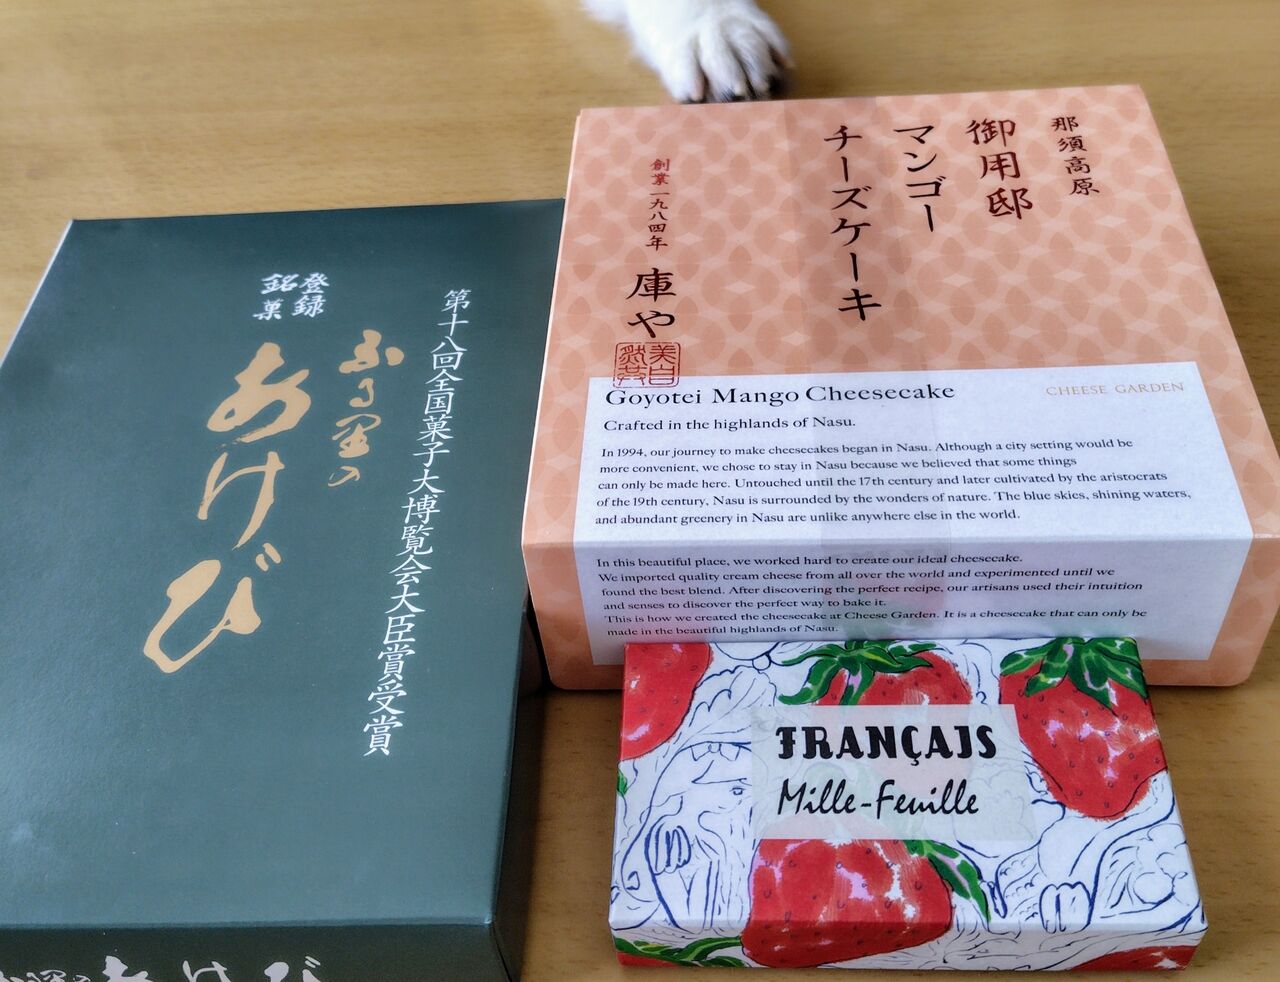 第十八回全国菓子大博覧会大臣賞受賞
登録
銘菓
ふる里の
あけび
あけび
那須高原
御用邸
マンゴー
チーズケーキ
創業一九八四年
庫や
Goyotei Mango Cheesecake
CHEESE GARDEN
Crafted in the highlands of Nasu.
In 1994, our journey to make cheesecakes began in Nasu. Although a city setting would be
more convenient, we chose to stay in Nasu because we believed that some things
can only be made here. Untouched until the 17th century and later cultivated by the aristocrats
of the 19th century, Nasu is surrounded by the wonders of nature. The blue skies, shining waters,
and abundant greenery in Nasu are unlike anywhere else in the world.
In this beautiful place, we worked hard to create our ideal cheesecake.
We imported quality cream cheese from all over the world and experimented until we
found the best blend. After discovering the perfect recipe, our artisans used their intuition
and senses to discover the perfect way to bake it.
This is how we created the cheesecake at Cheese Garden. It is a cheesecake that can only be
made in the beautiful highlands of Nasu.
FRANÇAIS
Mille-Feuille